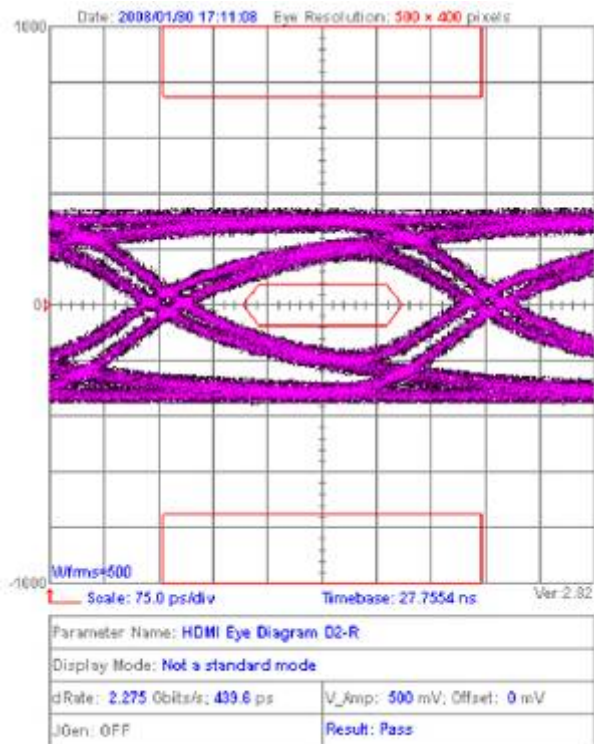 Date: 2008/01/30 17:11:08 Eye Resolution: 500 × 400 pixels
1000
0
-1000
Wfrms=500
Scale: 75.0 ps/div Timebase: 27.7554 ns Ver:2.82
Parameter Name: HDMI Eye Diagram D2-R
Display Mode: Not a standard mode
dRate: 2.275 Gbits/s; 439.6 ps V_Amp: 500 mV; Offset: 0 mV
JGen: OFF Result: Pass